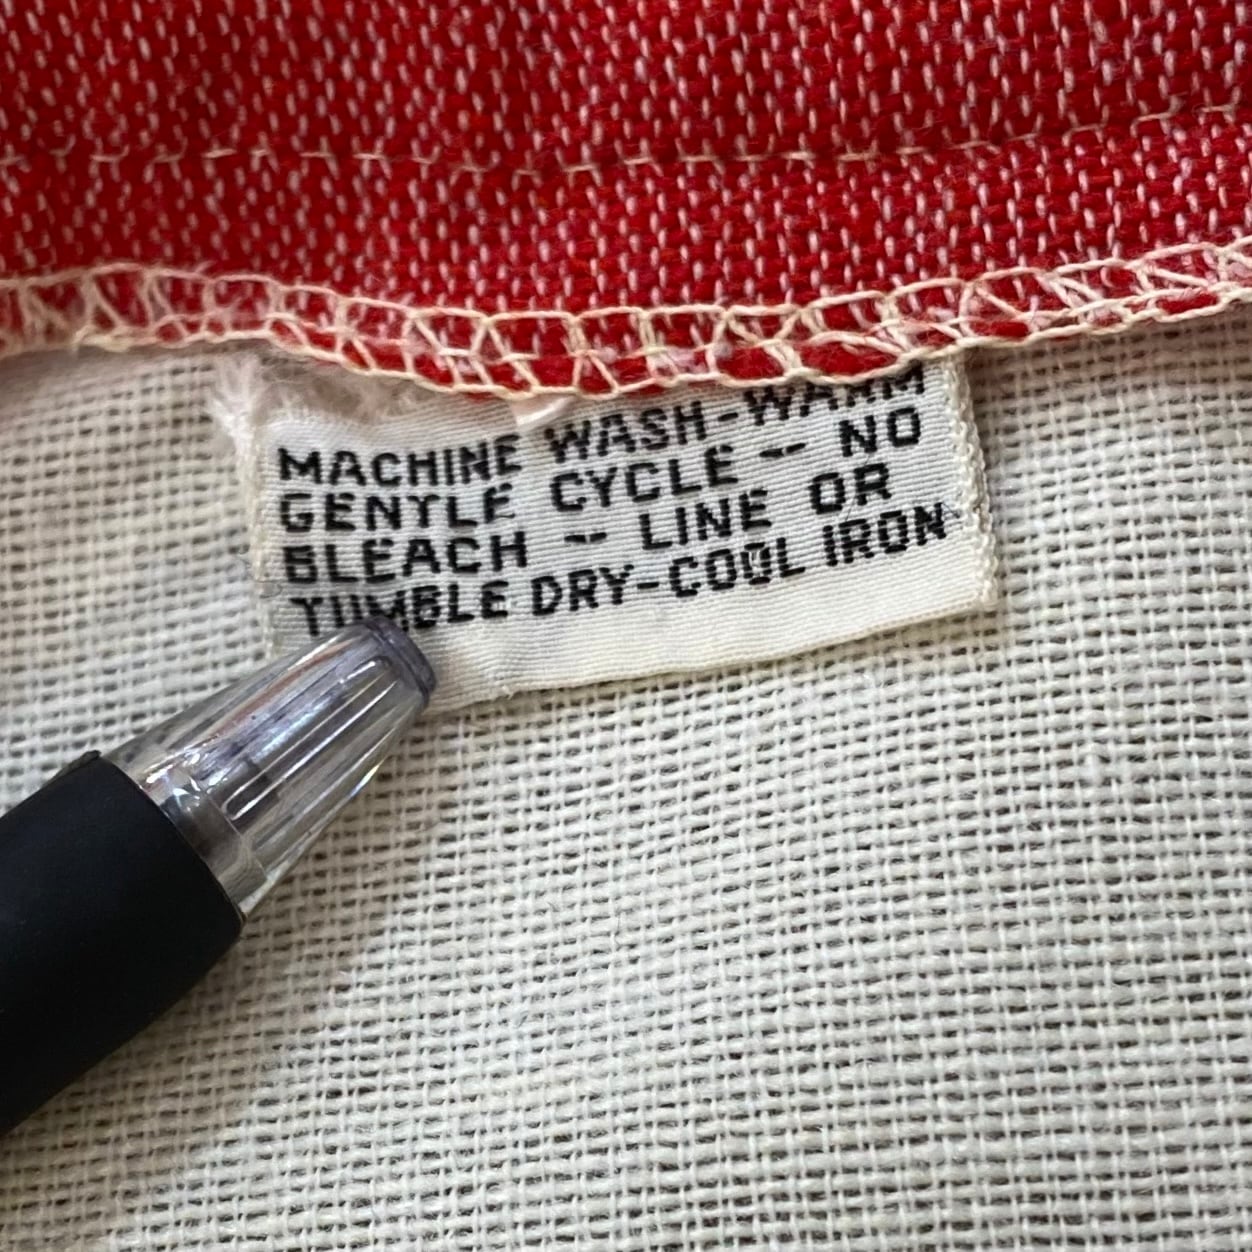 MACHINE WASH-WARM
GENTLE CYCLE -- NO
BLEACH -- LINE OR
TUMBLE DRY-COOL IRON